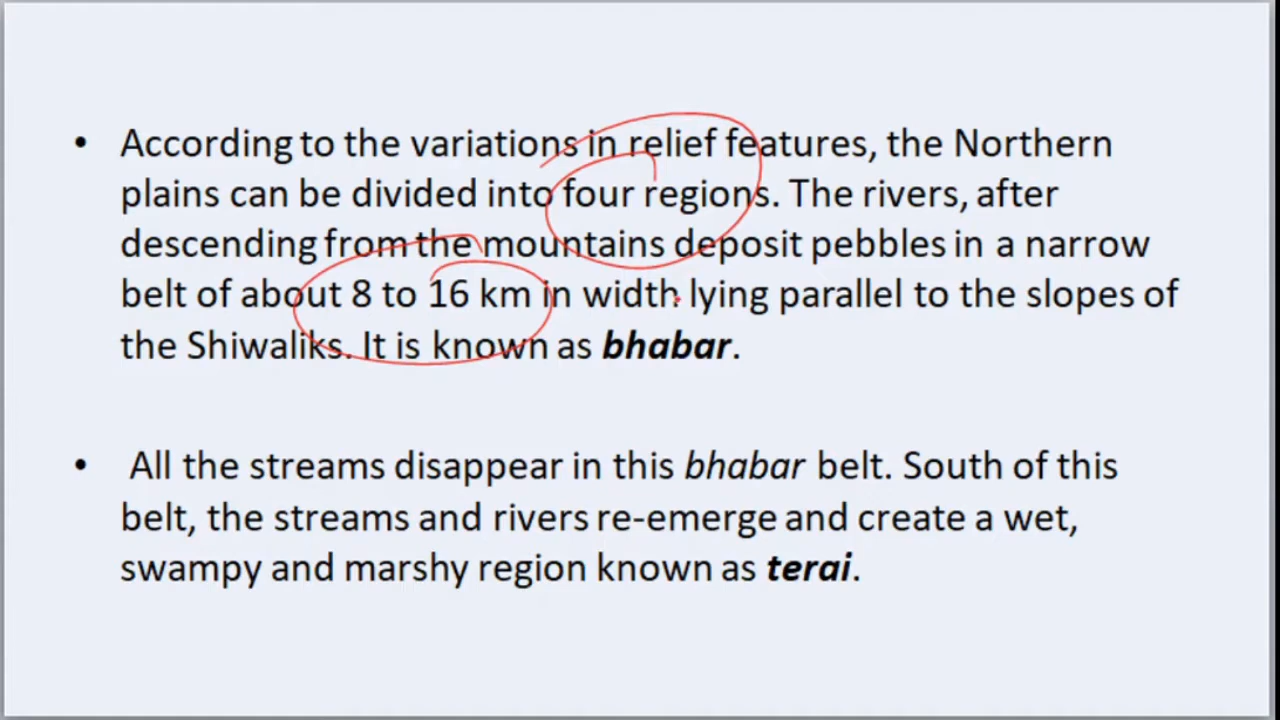 • According to the variations in relief features, the Northern
plains can be divided into four regions. The rivers, after
descending from the mountains deposit pebbles in a narrow
belt of about 8 to 16 km in width lying parallel to the slopes of
the Shiwaliks. It is known as bhabar.
• All the streams disappear in this bhabar belt. South of this
belt, the streams and rivers re-emerge and create a wet,
swampy and marshy region known as terai.